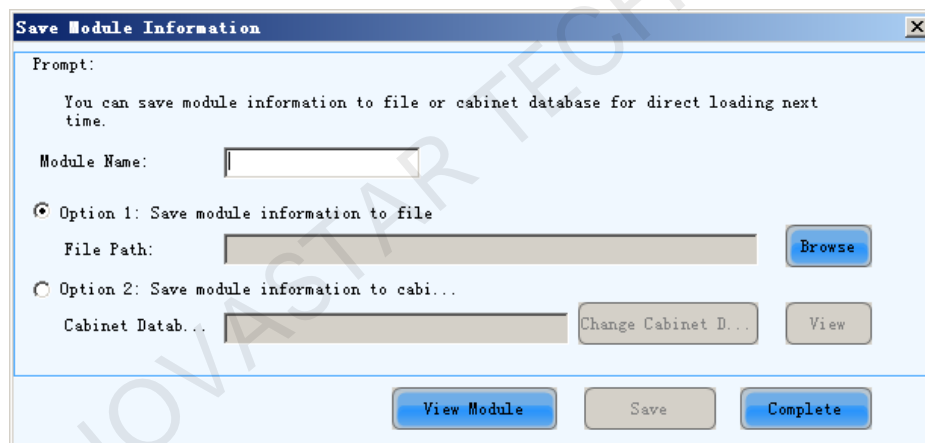 Save Module Information
Prompt:
You can save module information to file or cabinet database for direct loading next
time.
Module Name:
Option 1: Save module information to file
File Path:
Browse
Option 2: Save module information to cabi...
Cabinet Datab...
Change Cabinet D...
View
View Module
Save
Complete
NOVASTAR TECH